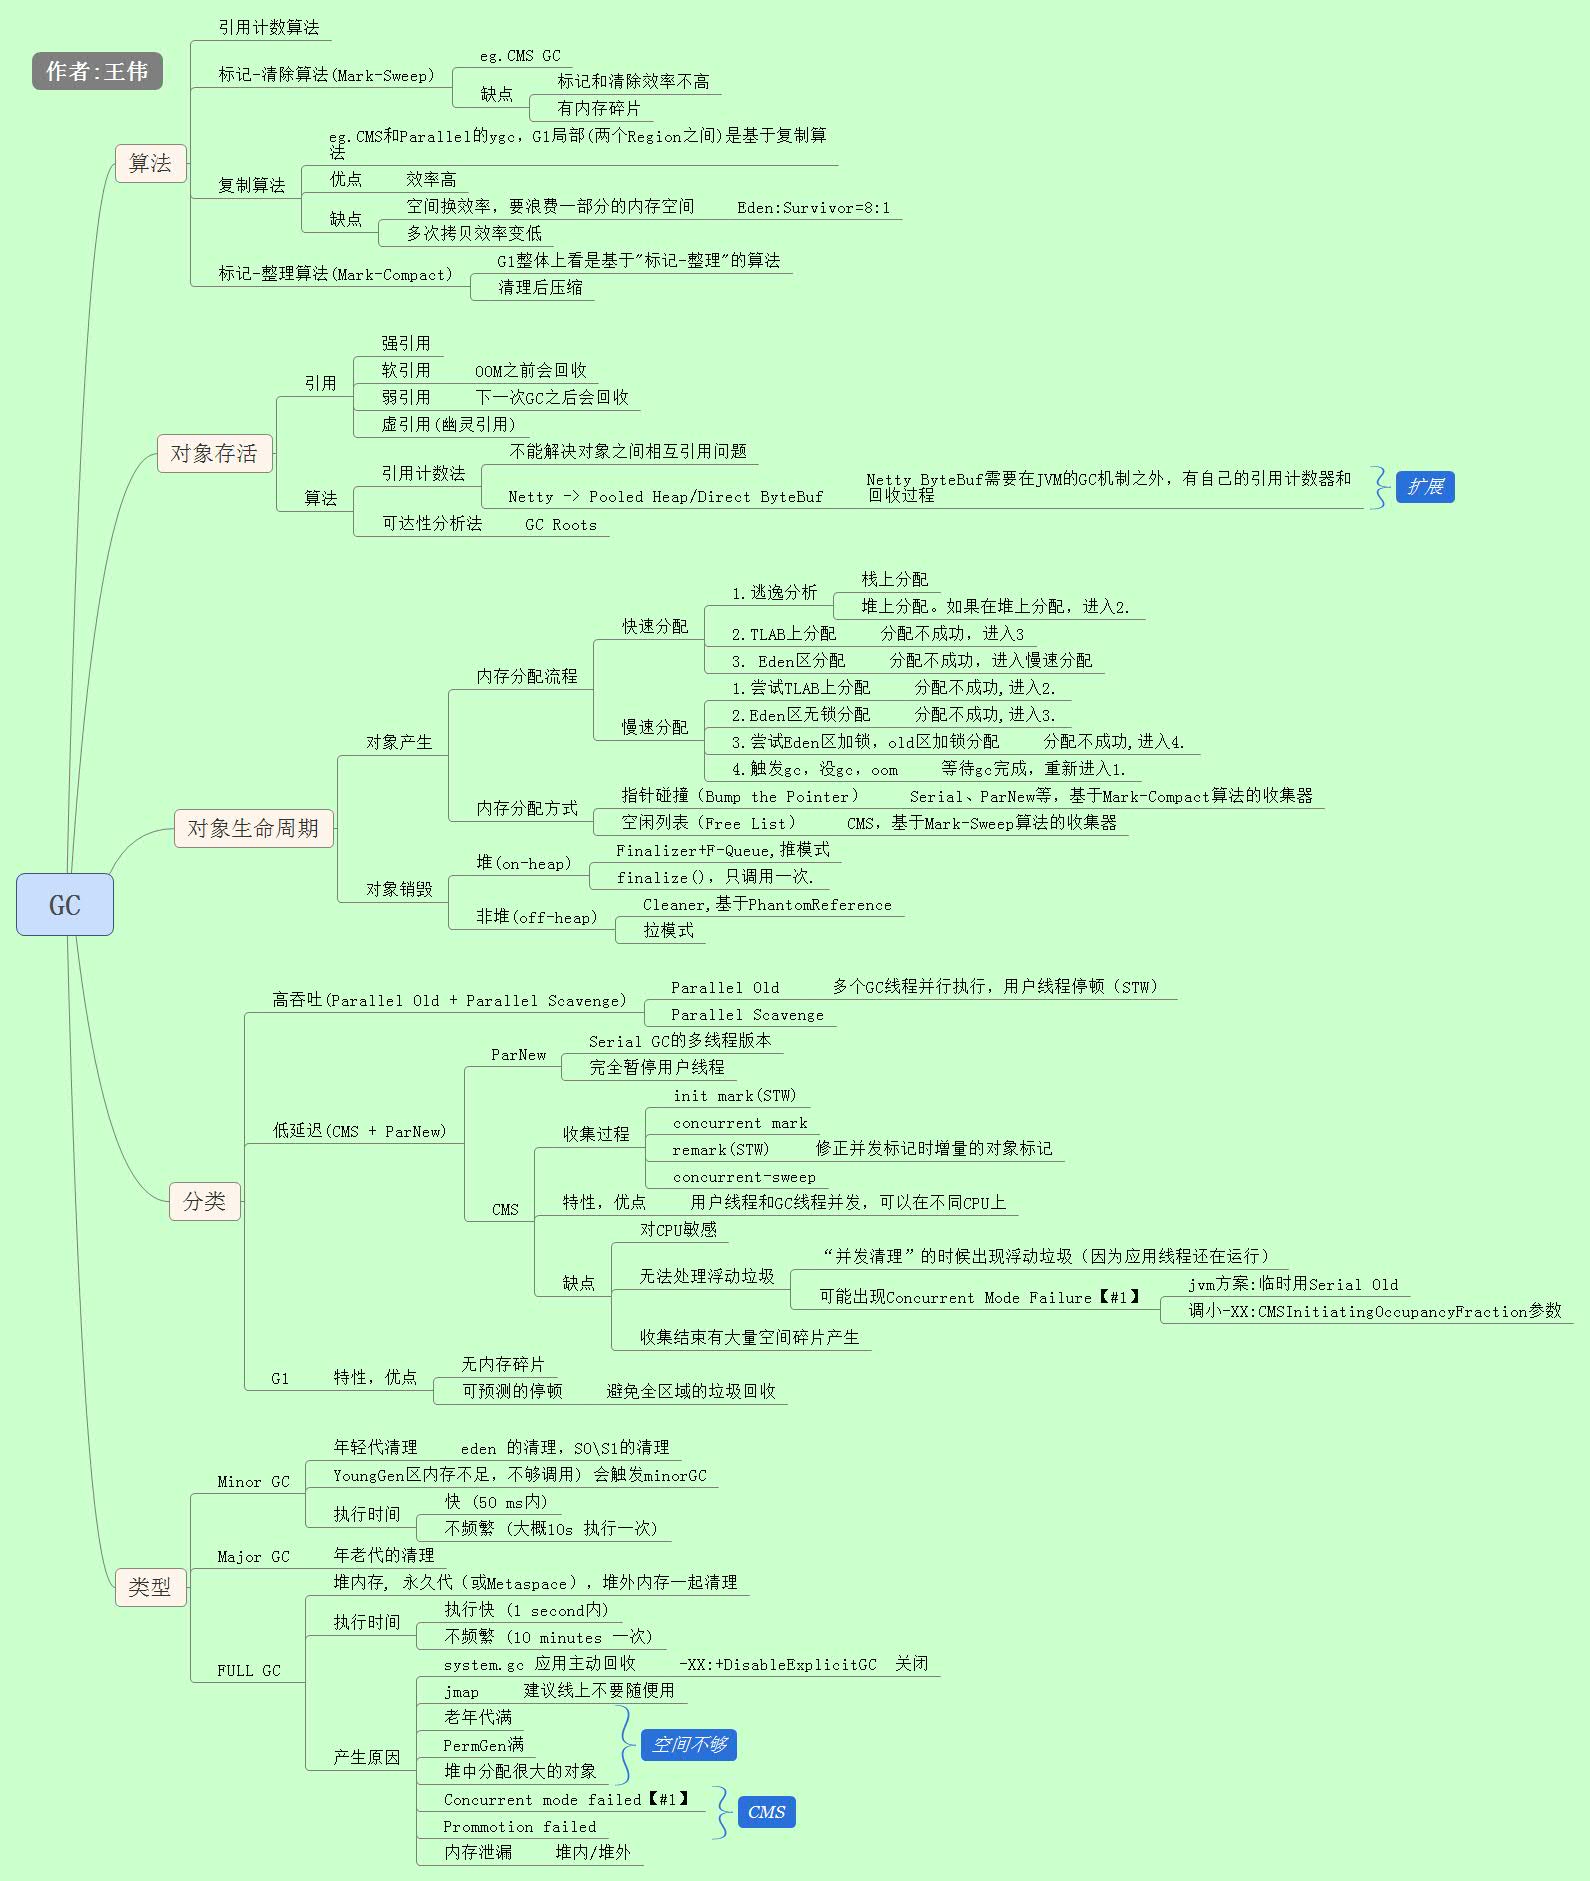 作者:王伟
GC
算法
引用计数算法
标记-清除算法(Mark-Sweep)
eg.CMS GC
缺点
标记和清除效率不高
有内存碎片
复制算法
eg.CMS和Parallel的ygc，G1局部(两个Region之间)是基于复制算
法
优点
效率高
缺点
空间换效率，要浪费一部分的内存空间
Eden:Survivor=8:1
多次拷贝效率变低
标记-整理算法(Mark-Compact)
G1整体上看是基于"标记-整理"的算法
清理后压缩
对象存活
引用
强引用
软引用
OOM之前会回收
弱引用
下一次GC之后会回收
虚引用(幽灵引用)
算法
引用计数法
不能解决对象之间相互引用问题
Netty -> Pooled Heap/Direct ByteBuf
Netty ByteBuf需要在JVM的GC机制之外，有自己的引用计数器和
回收过程
扩展
可达性分析法
GC Roots
对象生命周期
对象产生
内存分配流程
快速分配
1.逃逸分析
栈上分配
堆上分配。如果在堆上分配，进入2.
2.TLAB上分配
分配不成功，进入3
3. Eden区分配
分配不成功，进入慢速分配
慢速分配
1.尝试TLAB上分配
分配不成功,进入2.
2.Eden区无锁分配
分配不成功,进入3.
3.尝试Eden区加锁，old区加锁分配
分配不成功,进入4.
4.触发gc，没gc，oom
等待gc完成，重新进入1.
内存分配方式
指针碰撞（Bump the Pointer）
Serial、ParNew等，基于Mark-Compact算法的收集器
空闲列表（Free List）
CMS，基于Mark-Sweep算法的收集器
对象销毁
堆(on-heap)
Finalizer+F-Queue,推模式
finalize()，只调用一次.
非堆(off-heap)
Cleaner,基于PhantomReference
拉模式
分类
高吞吐(Parallel Old + Parallel Scavenge)
Parallel Old
多个GC线程并行执行，用户线程停顿（STW）
Parallel Scavenge
低延迟(CMS + ParNew)
ParNew
Serial GC的多线程版本
完全暂停用户线程
CMS
收集过程
init mark(STW)
concurrent mark
remark(STW)
修正并发标记时增量的对象标记
concurrent-sweep
特性，优点
用户线程和GC线程并发，可以在不同CPU上
缺点
对CPU敏感
无法处理浮动垃圾
“并发清理”的时候出现浮动垃圾（因为应用线程还在运行）
可能出现Concurrent Mode Failure【#1】
jvm方案:临时用Serial Old
调小-XX:CMSInitiatingOccupancyFraction参数
收集结束有大量空间碎片产生
G1
特性，优点
无内存碎片
可预测的停顿
避免全区域的垃圾回收
类型
Minor GC
年轻代清理
eden 的清理，S0\S1的清理
YoungGen区内存不足，不够调用) 会触发minorGC
执行时间
快 (50 ms内)
不频繁 (大概10s 执行一次)
Major GC
年老代的清理
FULL GC
堆内存, 永久代（或Metaspace），堆外内存一起清理
执行时间
执行快 (1 second内)
不频繁 (10 minutes 一次)
产生原因
system.gc 应用主动回收
-XX:+DisableExplicitGC 关闭
jmap
建议线上不要随便用
老年代满
PermGen满
堆中分配很大的对象
空间不够
Concurrent mode failed【#1】
Prommotion failed
CMS
内存泄漏
堆内/堆外